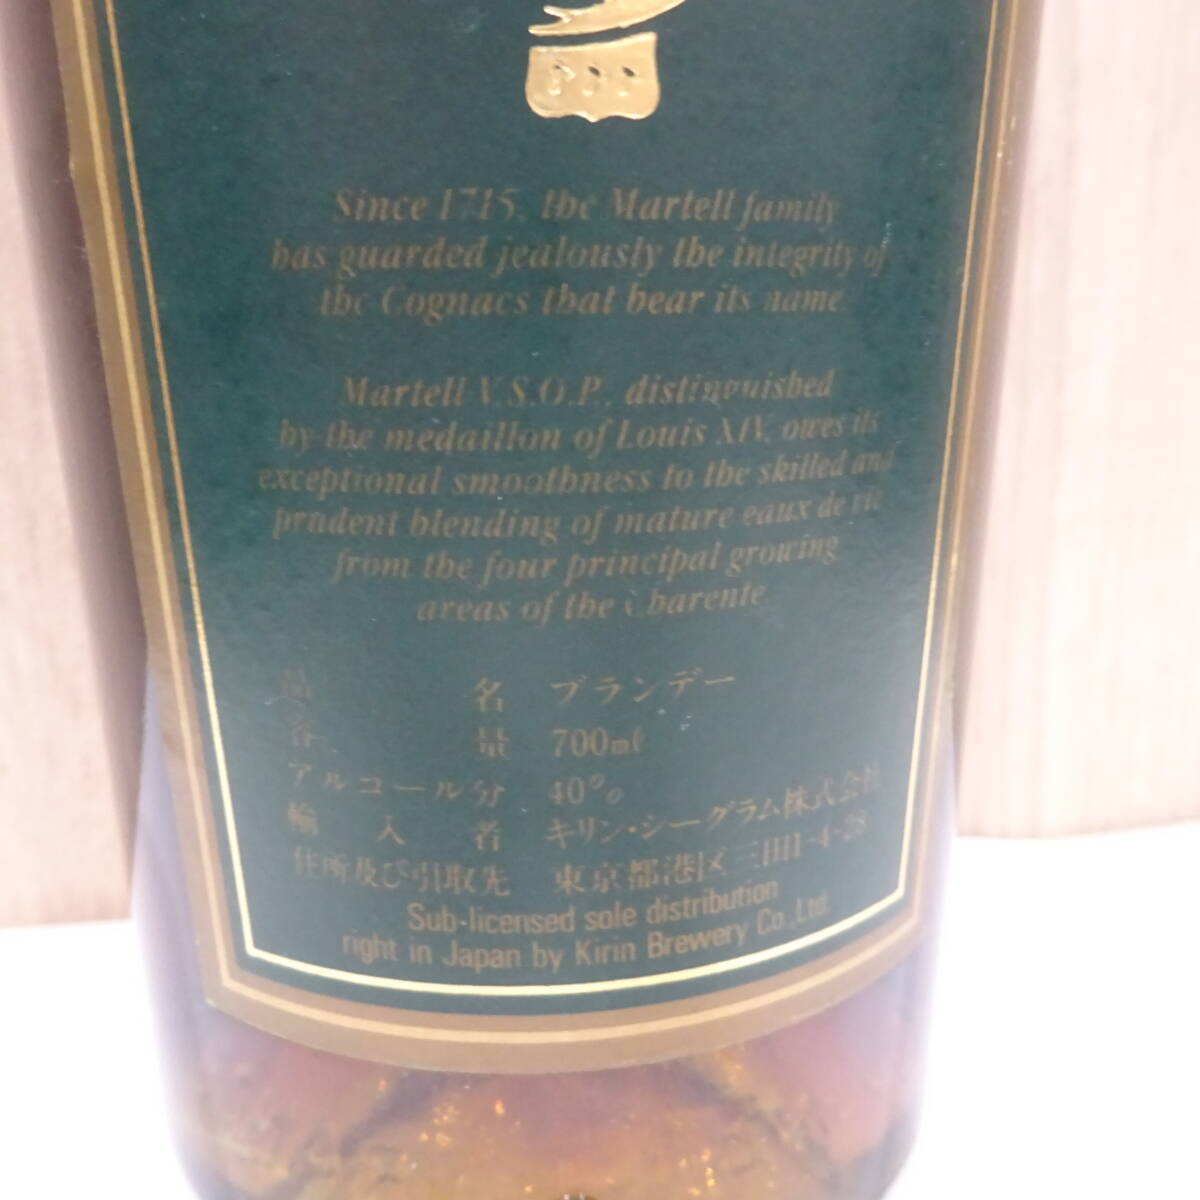 Since 1715, the Martell family
has guarded jealously the integrity of
the Cognacs that bear its name.
Martell V.S.O.P., distinguished
by the medaillon of Louis XIV, owes its
exceptional smoothness to the skilled and
prudent blending of mature eaux de vie
from the four principal growing
areas of the Charente.
品名 ブランデー
容量 700ml
アルコール分 40%
輸入者 キリン・シーグラム株式会社
住所及び引取先 東京都港区三田1-4-28
Sub-licensed sole distribution
right in Japan by Kirin Brewery Co.,Ltd.